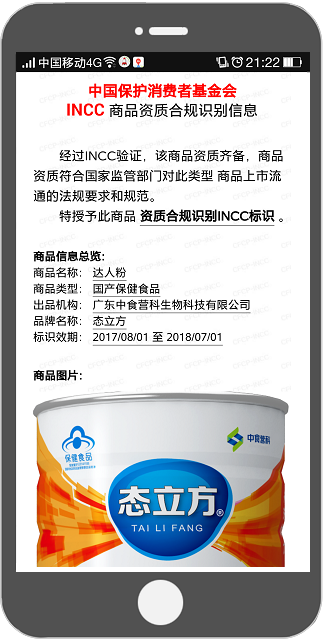 中国移动4G 21:22
中国保护消费者基金会
INCC 商品资质合规识别信息
经过INCC验证，该商品资质齐备，商品
资质符合国家监管部门对此类型 商品上市流
通的法规要求和规范。
特授予此商品 资质合规识别INCC标识 。
商品信息总览:
商品名称： 达人粉
商品类型： 国产保健食品
出品机构： 广东中食营科生物科技有限公司
品牌名称： 态立方
标识效期： 2017/08/01 至 2018/07/01
商品图片:
保健食品
中食营科
态立方®
TAI LI FANG